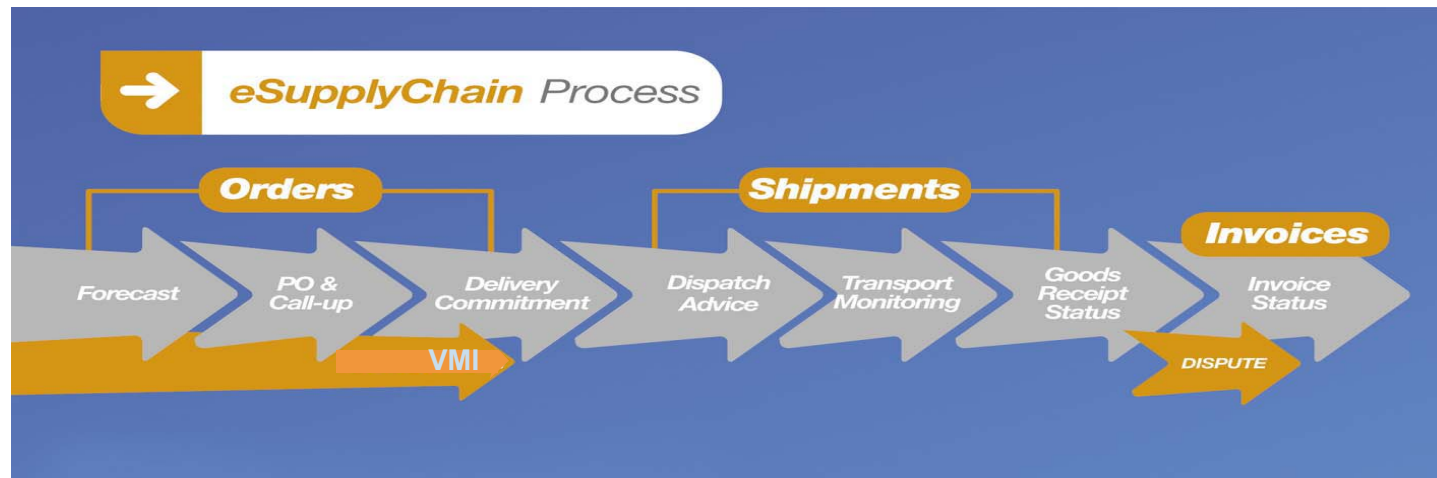 eSupplyChain Process
Orders
Shipments
Invoices
Forecast
PO &
Call-up
Delivery
Commitment
Dispatch
Advice
Transport
Monitoring
Goods
Receipt
Status
Invoice
Status
VMI
DISPUTE